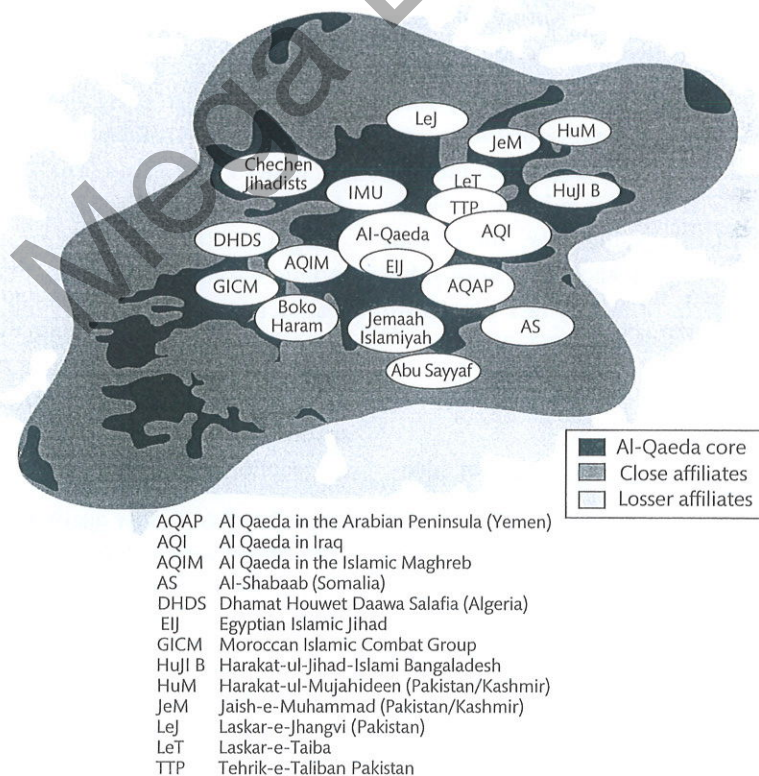 Mega
LeJ
JeM
HuM
Chechen
Jihadists
IMU
LeT
HuJI B
TTP
DHDS
Al-Qaeda
AQI
AQIM
EIJ
GICM
AQAP
Boko
Haram
Jemaah
Islamiyah
AS
Abu Sayyaf
Al-Qaeda core
Close affiliates
Losser affiliates
AQAP Al Qaeda in the Arabian Peninsula (Yemen)
AQI Al Qaeda in Iraq
AQIM Al Qaeda in the Islamic Maghreb
AS Al-Shabaab (Somalia)
DHDS Dhamat Houwet Daawa Salafia (Algeria)
EIJ Egyptian Islamic Jihad
GICM Moroccan Islamic Combat Group
HuJI B Harakat-ul-Jihad-Islami Bangaladesh
HuM Harakat-ul-Mujahideen (Pakistan/Kashmir)
JeM Jaish-e-Muhammad (Pakistan/Kashmir)
LeJ Laskar-e-Jhangvi (Pakistan)
LeT Laskar-e-Taiba
TTP Tehrik-e-Taliban Pakistan